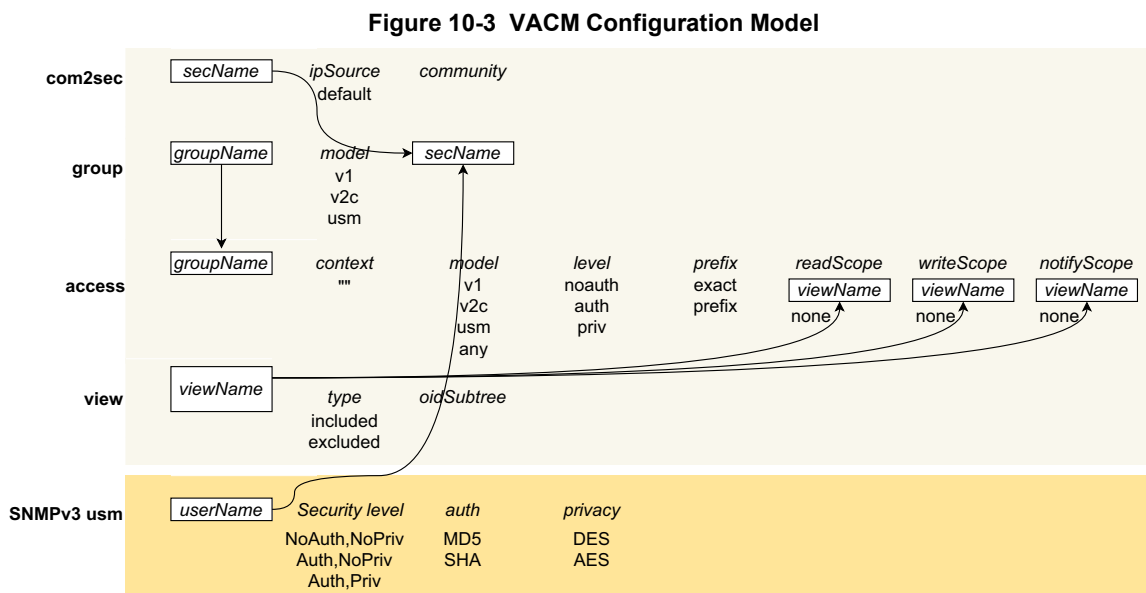 Figure 10-3 VACM Configuration Model
com2sec secName ipSource community
default
group groupName model secName
v1
v2c
usm
access groupName context model level prefix readScope writeScope notifyScope
"" v1 noauth exact viewName viewName viewName
v2c auth prefix none none none
usm priv
any
view viewName type oidSubtree
included
excluded
SNMPv3 usm userName Security level auth privacy
NoAuth,NoPriv MD5 DES
Auth,NoPriv SHA AES
Auth,Priv